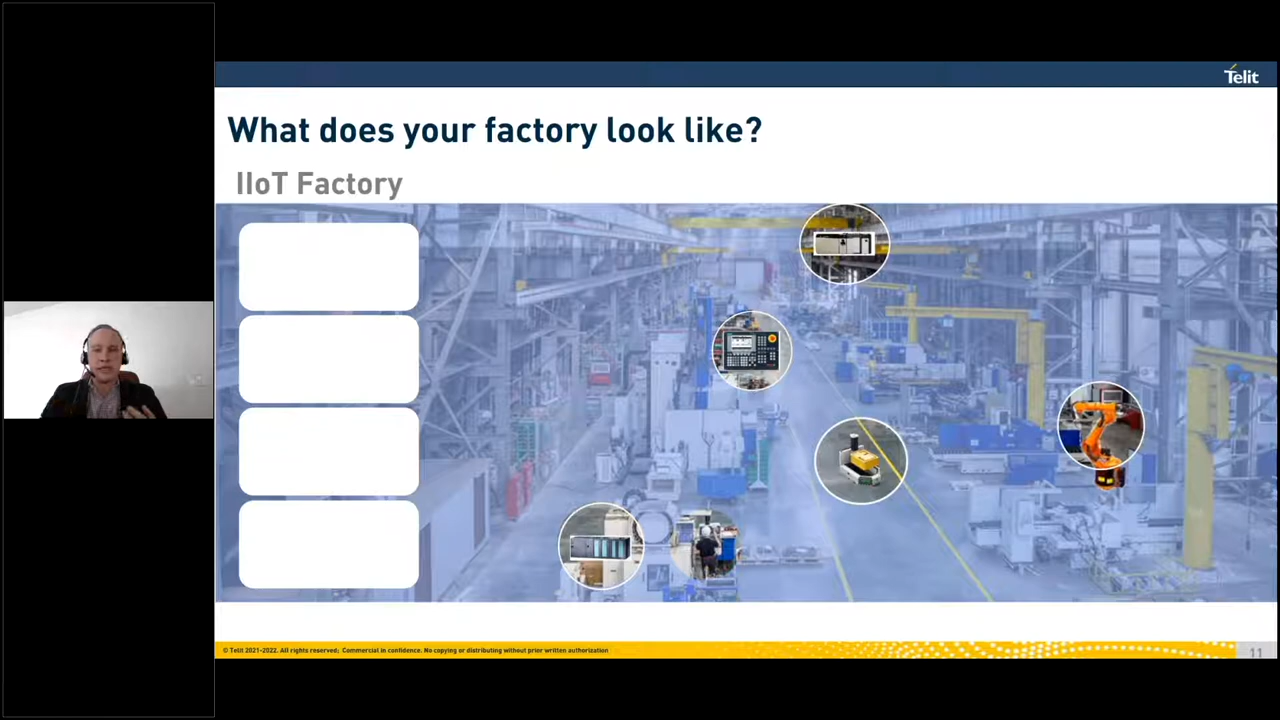 Telit
What does your factory look like?
IIoT Factory
© Telit 2021-2022. All rights reserved; Commercial in confidence. No copying or distributing without prior written authorization
11